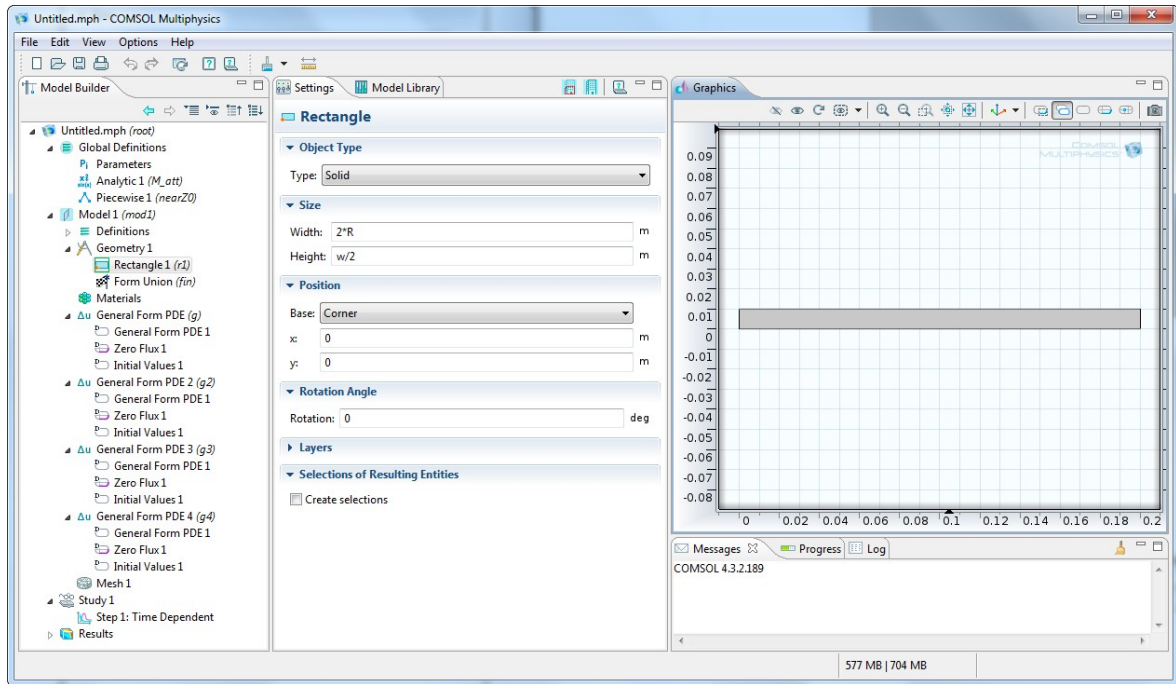 Untitled.mph - COMSOL Multiphysics
File Edit View Options Help
Model Builder
Untitled.mph (root)
Global Definitions
Pi Parameters
Analytic 1 (M_att)
Piecewise 1 (nearZ0)
Model 1 (mod1)
Definitions
Geometry 1
Rectangle 1 (r1)
Form Union (fin)
Materials
Δu General Form PDE (g)
General Form PDE 1
Zero Flux 1
Initial Values 1
Δu General Form PDE 2 (g2)
General Form PDE 1
Zero Flux 1
Initial Values 1
Δu General Form PDE 3 (g3)
General Form PDE 1
Zero Flux 1
Initial Values 1
Δu General Form PDE 4 (g4)
General Form PDE 1
Zero Flux 1
Initial Values 1
Mesh 1
Study 1
Step 1: Time Dependent
Results
Settings Model Library
Rectangle
Object Type
Type: Solid
Size
Width: 2*R m
Height: w/2 m
Position
Base: Corner
x: 0 m
y: 0 m
Rotation Angle
Rotation: 0 deg
Layers
Selections of Resulting Entities
Create selections
Graphics
COMSOL
MULTIPHYSICS
0.09
0.08
0.07
0.06
0.05
0.04
0.03
0.02
0.01
0
-0.01
-0.02
-0.03
-0.04
-0.05
-0.06
-0.07
-0.08
0 0.02 0.04 0.06 0.08 0.1 0.12 0.14 0.16 0.18 0.2
Messages Progress Log
COMSOL 4.3.2.189
577 MB | 704 MB